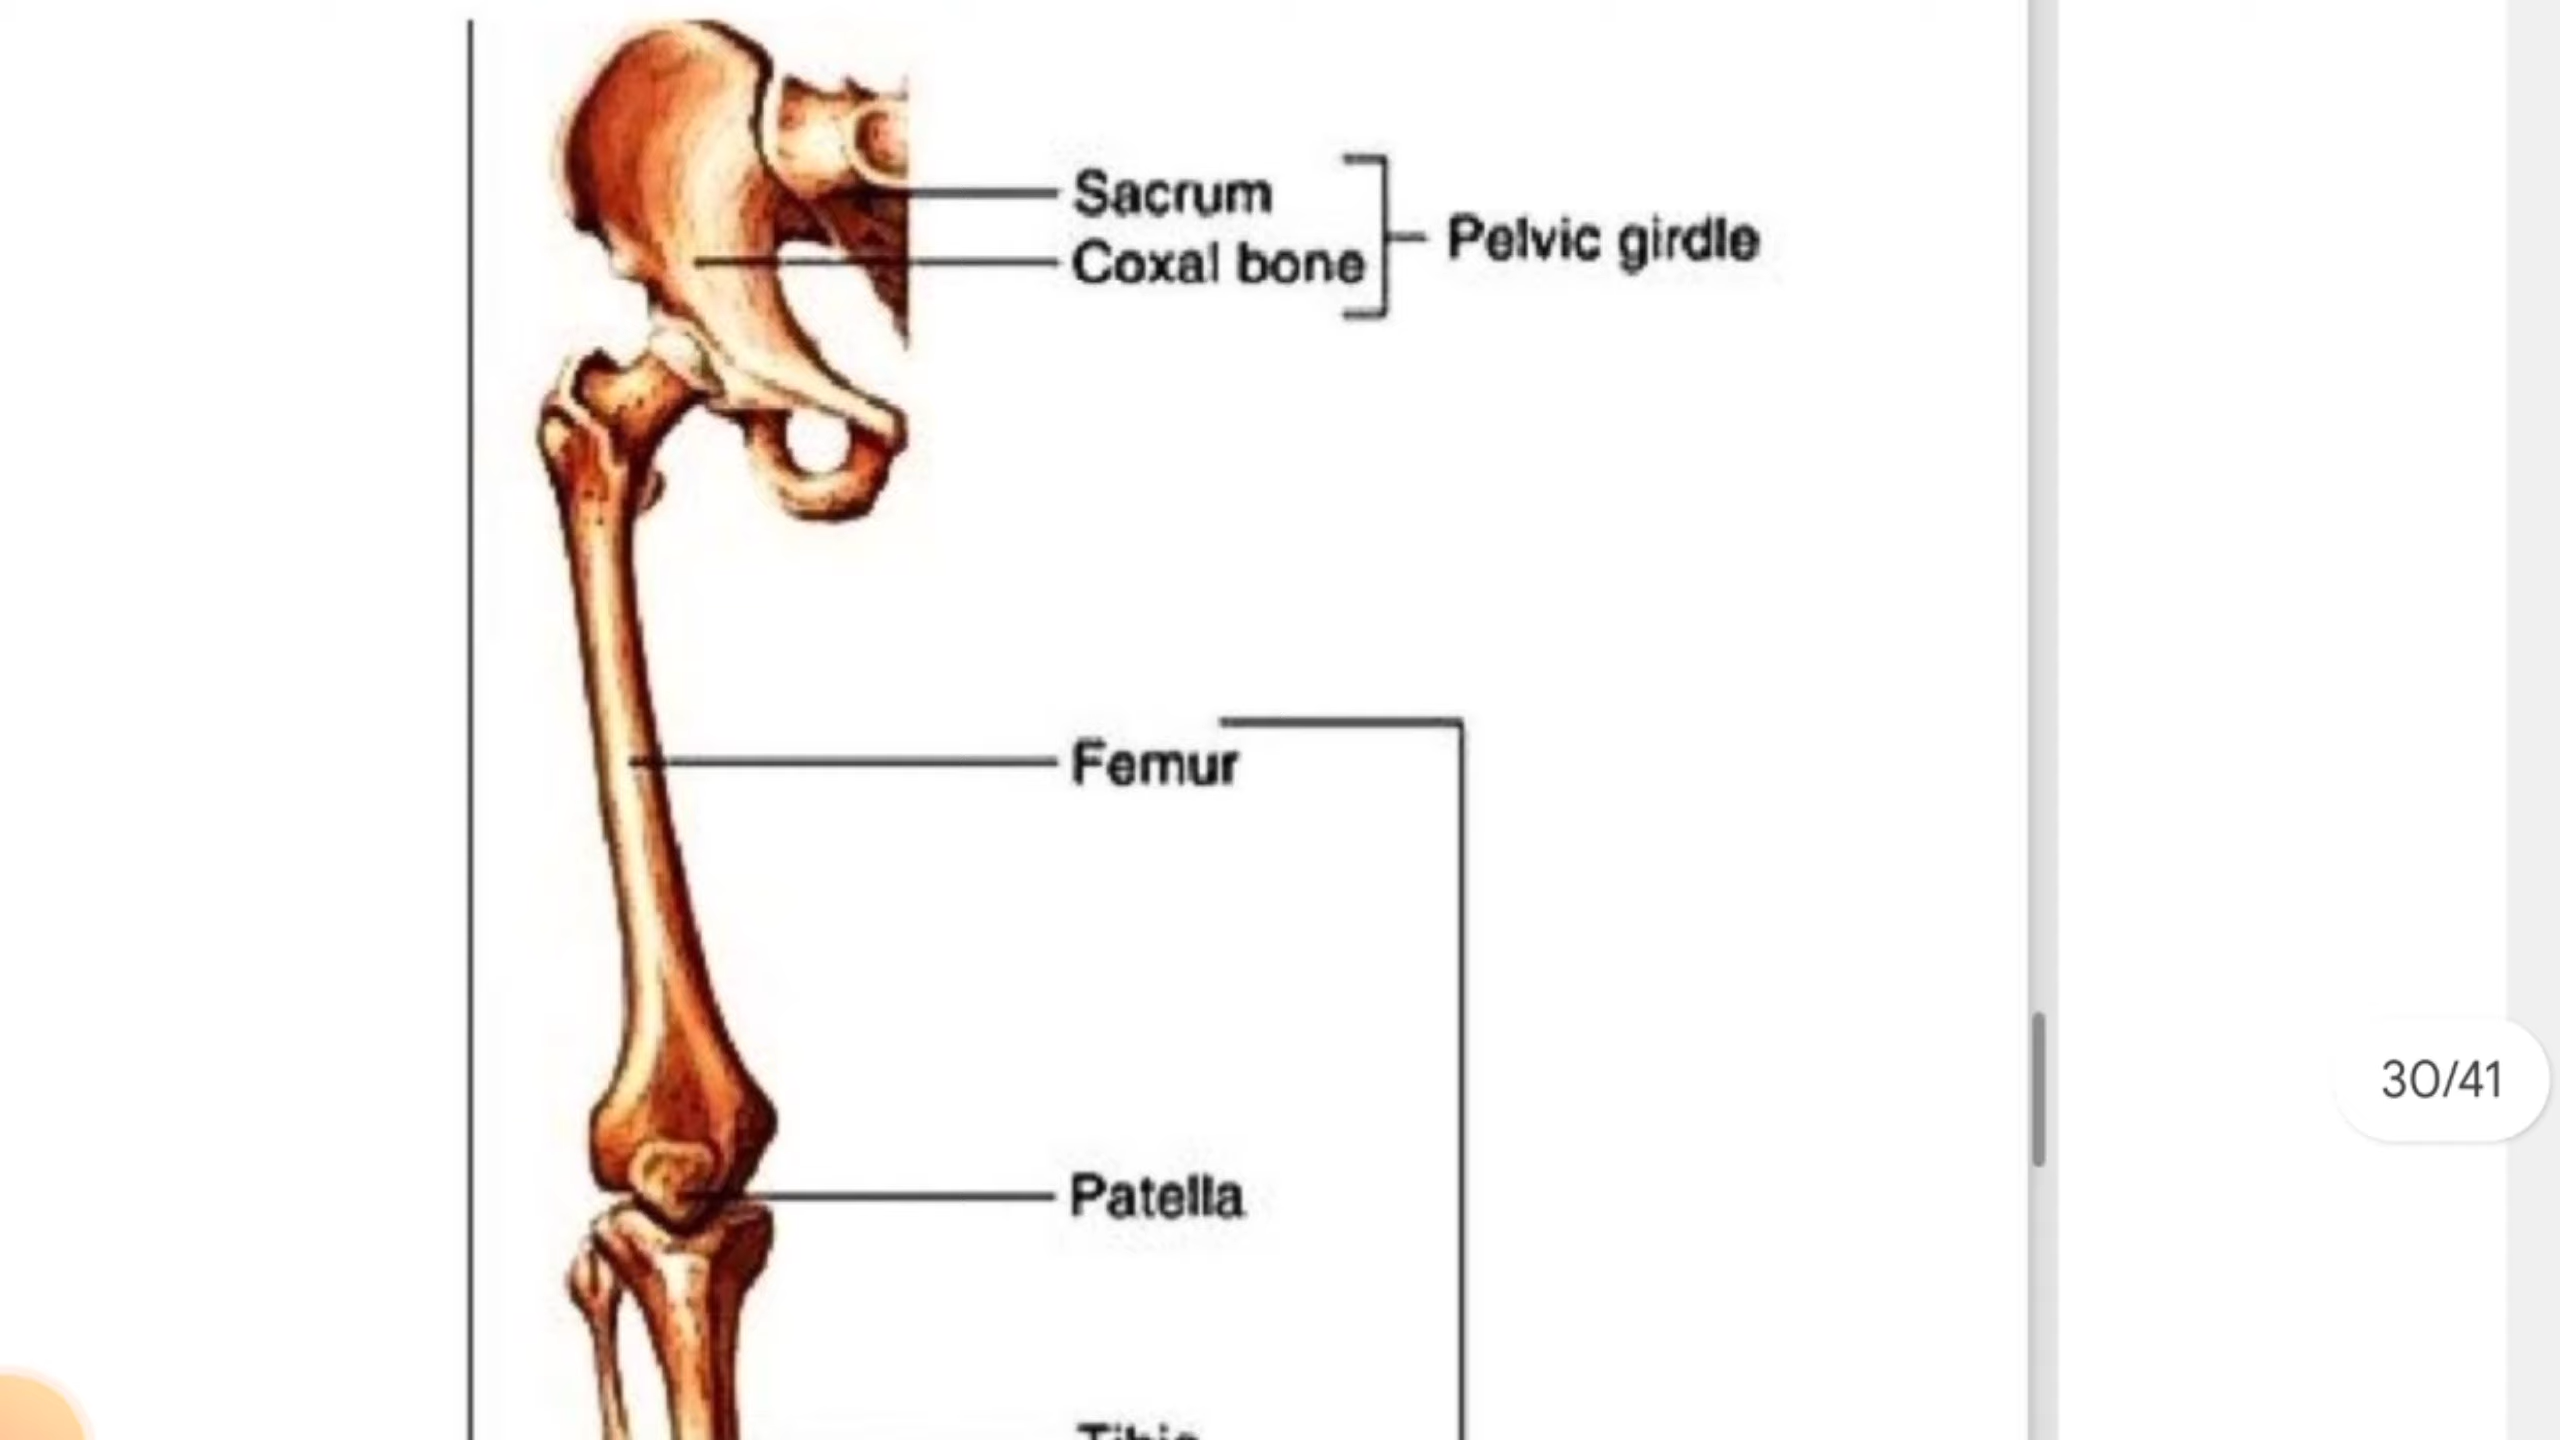 Sacrum
Coxal bone
Pelvic girdle
Femur
Patella
30/41